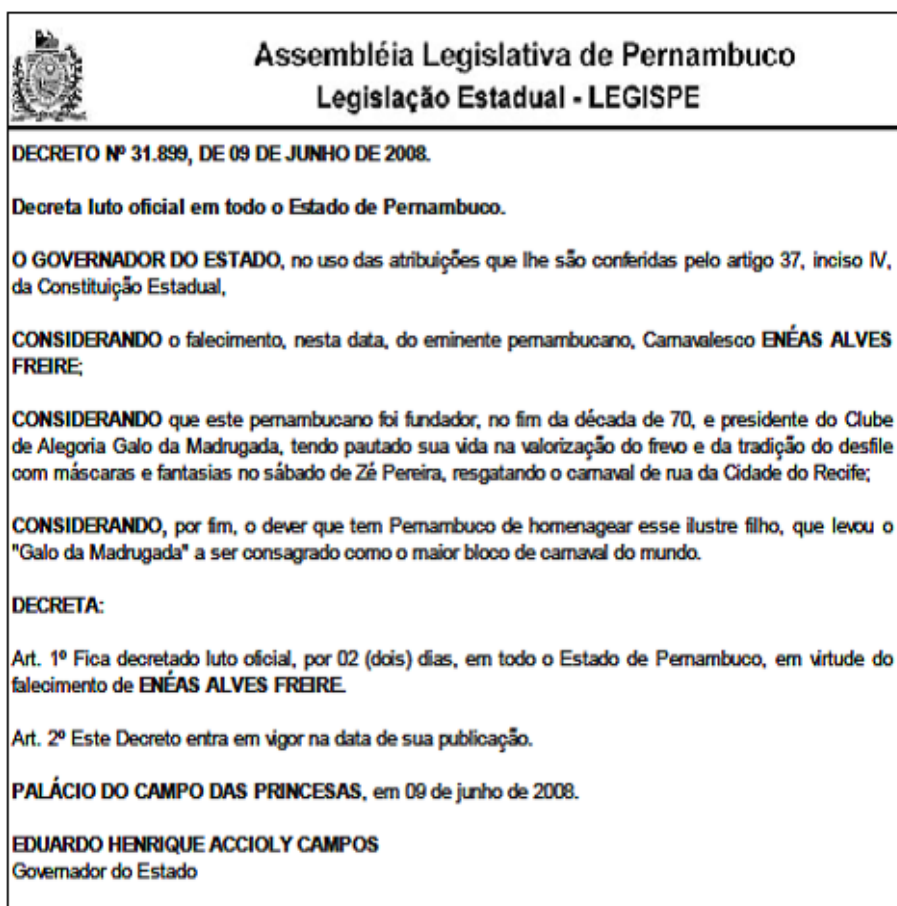 Assembléia Legislativa de Pernambuco
Legislação Estadual - LEGISPE
DECRETO Nº 31.899, DE 09 DE JUNHO DE 2008.
Decreta luto oficial em todo o Estado de Pernambuco.
O GOVERNADOR DO ESTADO, no uso das atribuições que lhe são conferidas pelo artigo 37, inciso IV,
da Constituição Estadual,
CONSIDERANDO o falecimento, nesta data, do eminente pernambucano, Carnavalesco ENÉAS ALVES
FREIRE;
CONSIDERANDO que este pernambucano foi fundador, no fim da década de 70, e presidente do Clube
de Alegoria Galo da Madrugada, tendo pautado sua vida na valorização do frevo e da tradição do desfile
com máscaras e fantasias no sábado de Zé Pereira, resgatando o carnaval de rua da Cidade do Recife;
CONSIDERANDO, por fim, o dever que tem Pernambuco de homenagear esse ilustre filho, que levou o
"Galo da Madrugada" a ser consagrado como o maior bloco de carnaval do mundo.
DECRETA:
Art. 1º Fica decretado luto oficial, por 02 (dois) dias, em todo o Estado de Pernambuco, em virtude do
falecimento de ENÉAS ALVES FREIRE.
Art. 2º Este Decreto entra em vigor na data de sua publicação.
PALÁCIO DO CAMPO DAS PRINCESAS, em 09 de junho de 2008.
EDUARDO HENRIQUE ACCIOLY CAMPOS
Governador do Estado